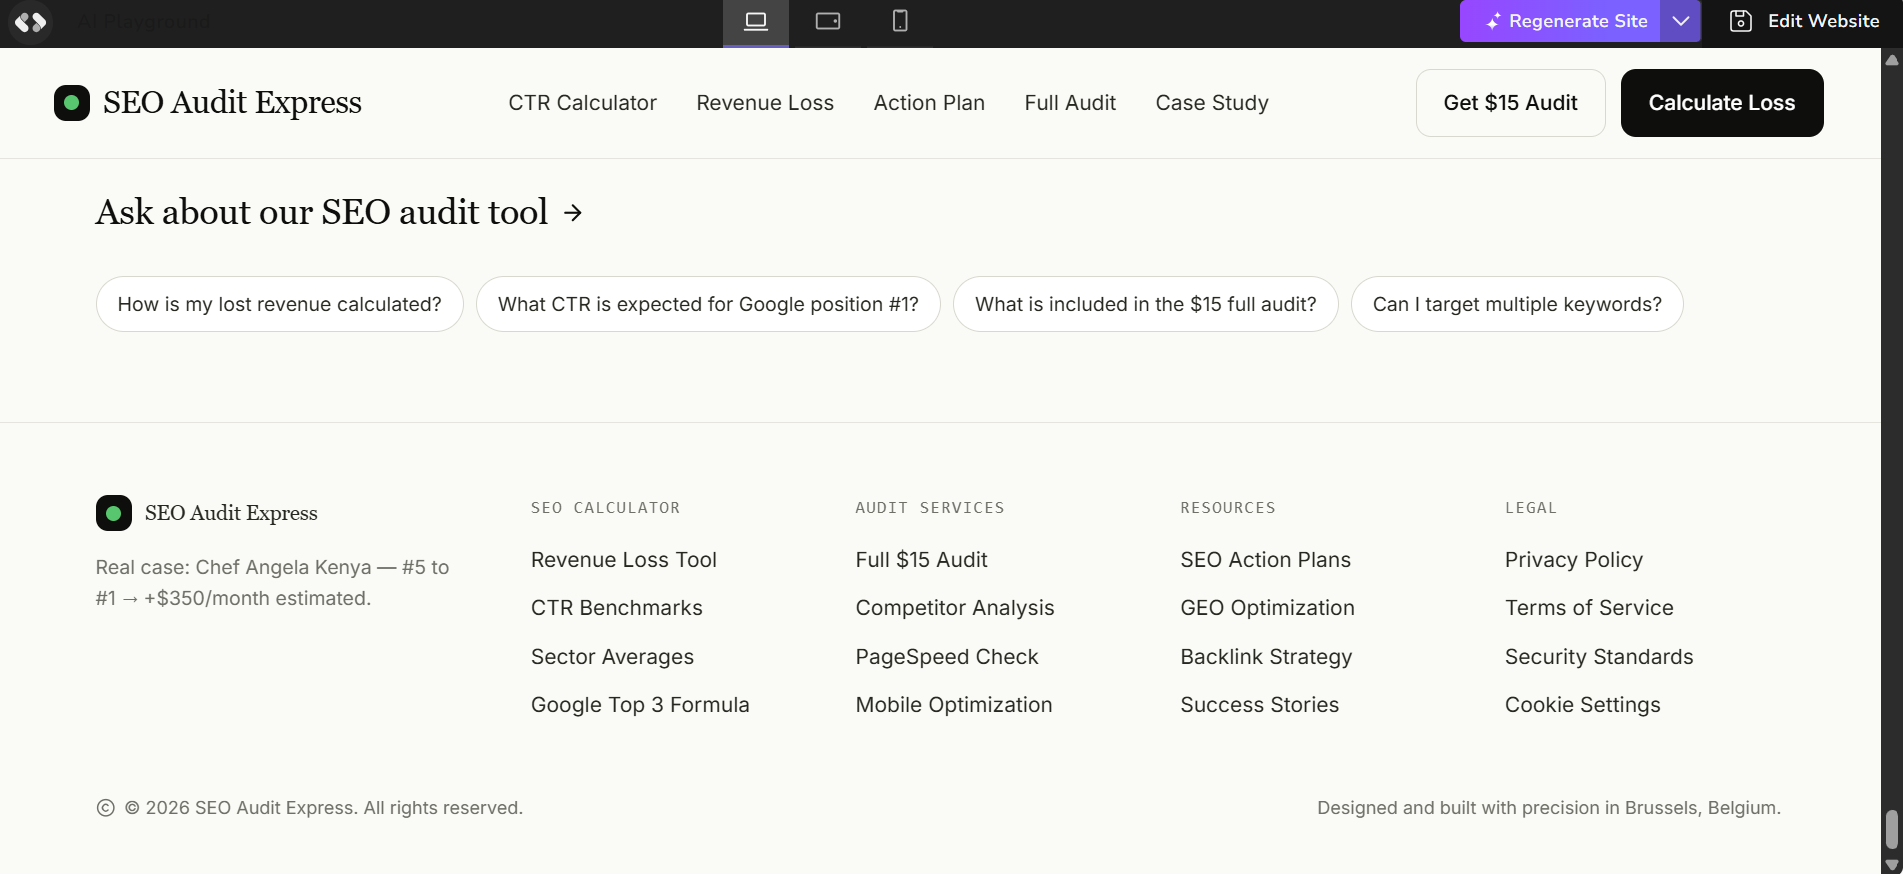 AI Playground
Regenerate Site
Edit Website
SEO Audit Express
CTR Calculator
Revenue Loss
Action Plan
Full Audit
Case Study
Get $15 Audit
Calculate Loss
Ask about our SEO audit tool →
How is my lost revenue calculated?
What CTR is expected for Google position #1?
What is included in the $15 full audit?
Can I target multiple keywords?
SEO Audit Express
Real case: Chef Angela Kenya — #5 to
#1 → +$350/month estimated.
SEO CALCULATOR
Revenue Loss Tool
CTR Benchmarks
Sector Averages
Google Top 3 Formula
AUDIT SERVICES
Full $15 Audit
Competitor Analysis
PageSpeed Check
Mobile Optimization
RESOURCES
SEO Action Plans
GEO Optimization
Backlink Strategy
Success Stories
LEGAL
Privacy Policy
Terms of Service
Security Standards
Cookie Settings
© © 2026 SEO Audit Express. All rights reserved.
Designed and built with precision in Brussels, Belgium.